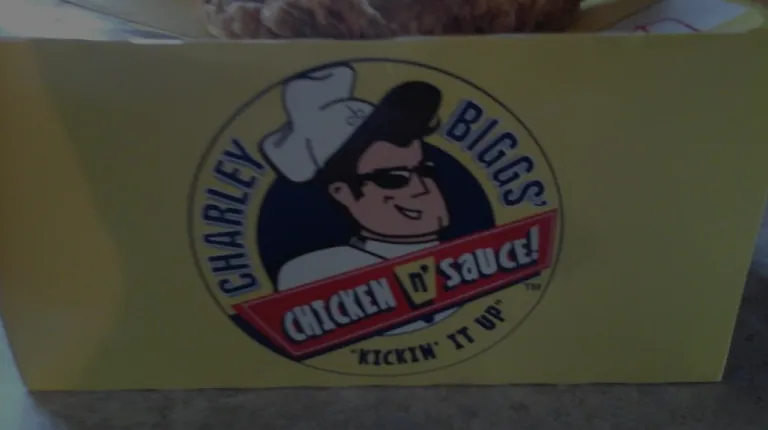 CHARLEY BIGGS'
CHICKEN n' SAUCE!
TM
"KICKIN' IT UP"